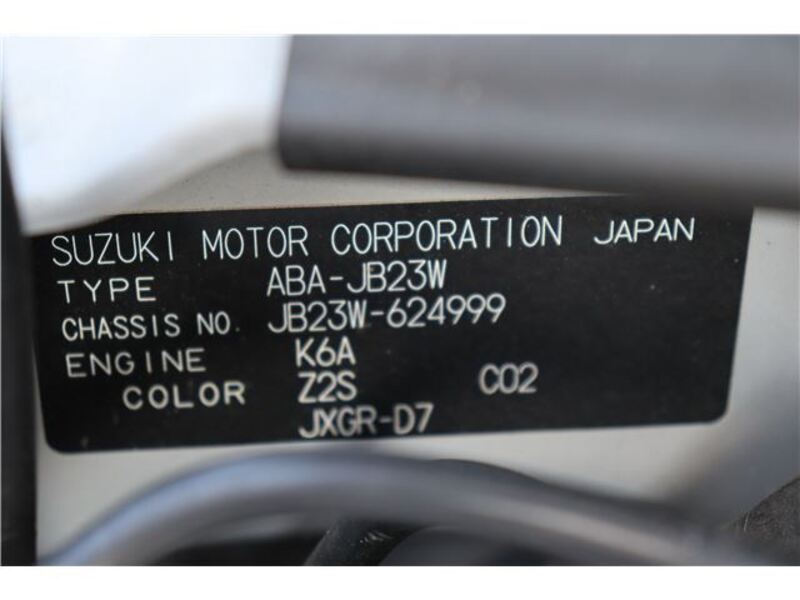 SUZUKI MOTOR CORPORATION JAPAN
TYPE ABA-JB23W
CHASSIS NO. JB23W-624999
ENGINE K6A
COLOR Z2S C02
JXGR-D7